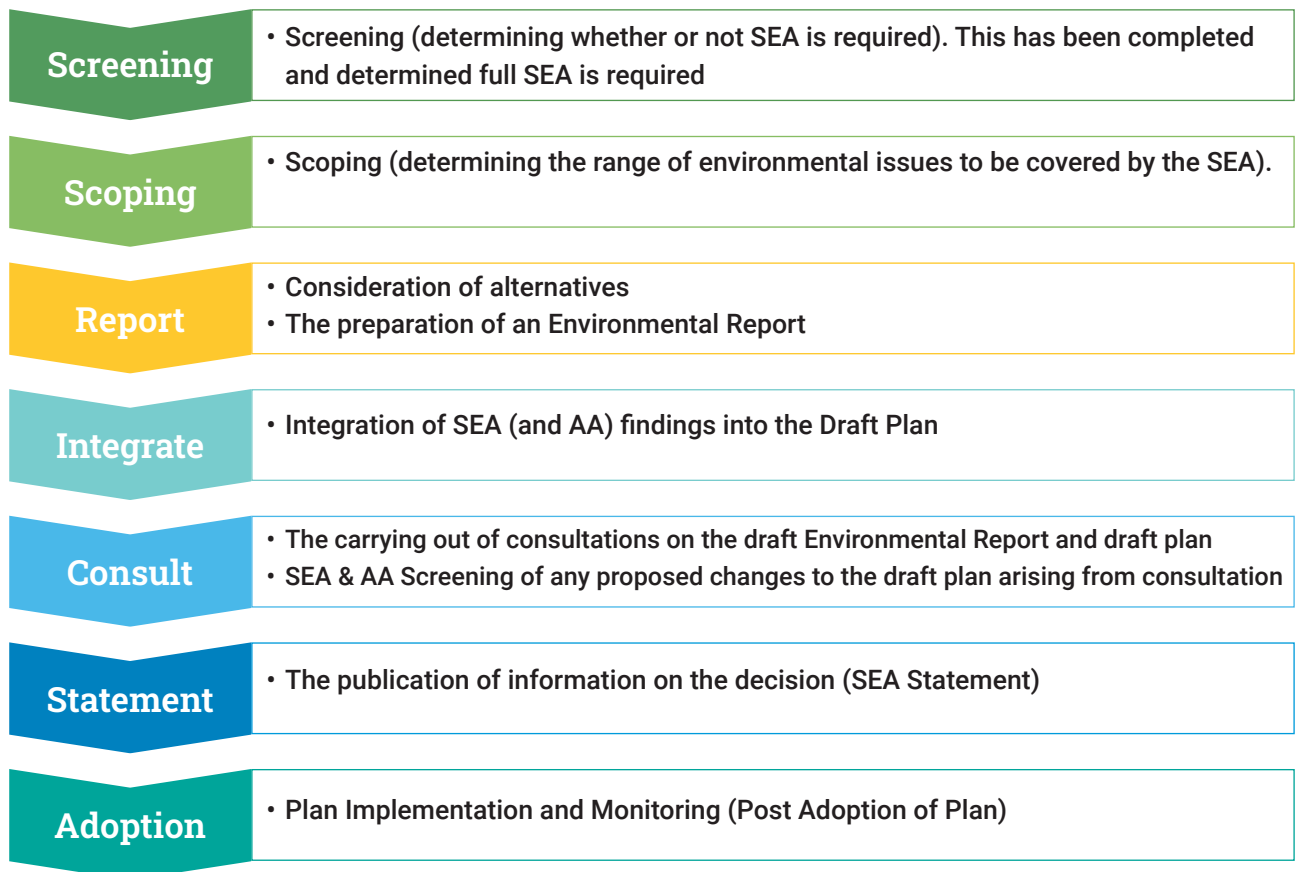 Screening
• Screening (determining whether or not SEA is required). This has been completed
and determined full SEA is required
Scoping
• Scoping (determining the range of environmental issues to be covered by the SEA).
Report
• Consideration of alternatives
• The preparation of an Environmental Report
Integrate
• Integration of SEA (and AA) findings into the Draft Plan
Consult
• The carrying out of consultations on the draft Environmental Report and draft plan
• SEA & AA Screening of any proposed changes to the draft plan arising from consultation
Statement
• The publication of information on the decision (SEA Statement)
Adoption
• Plan Implementation and Monitoring (Post Adoption of Plan)